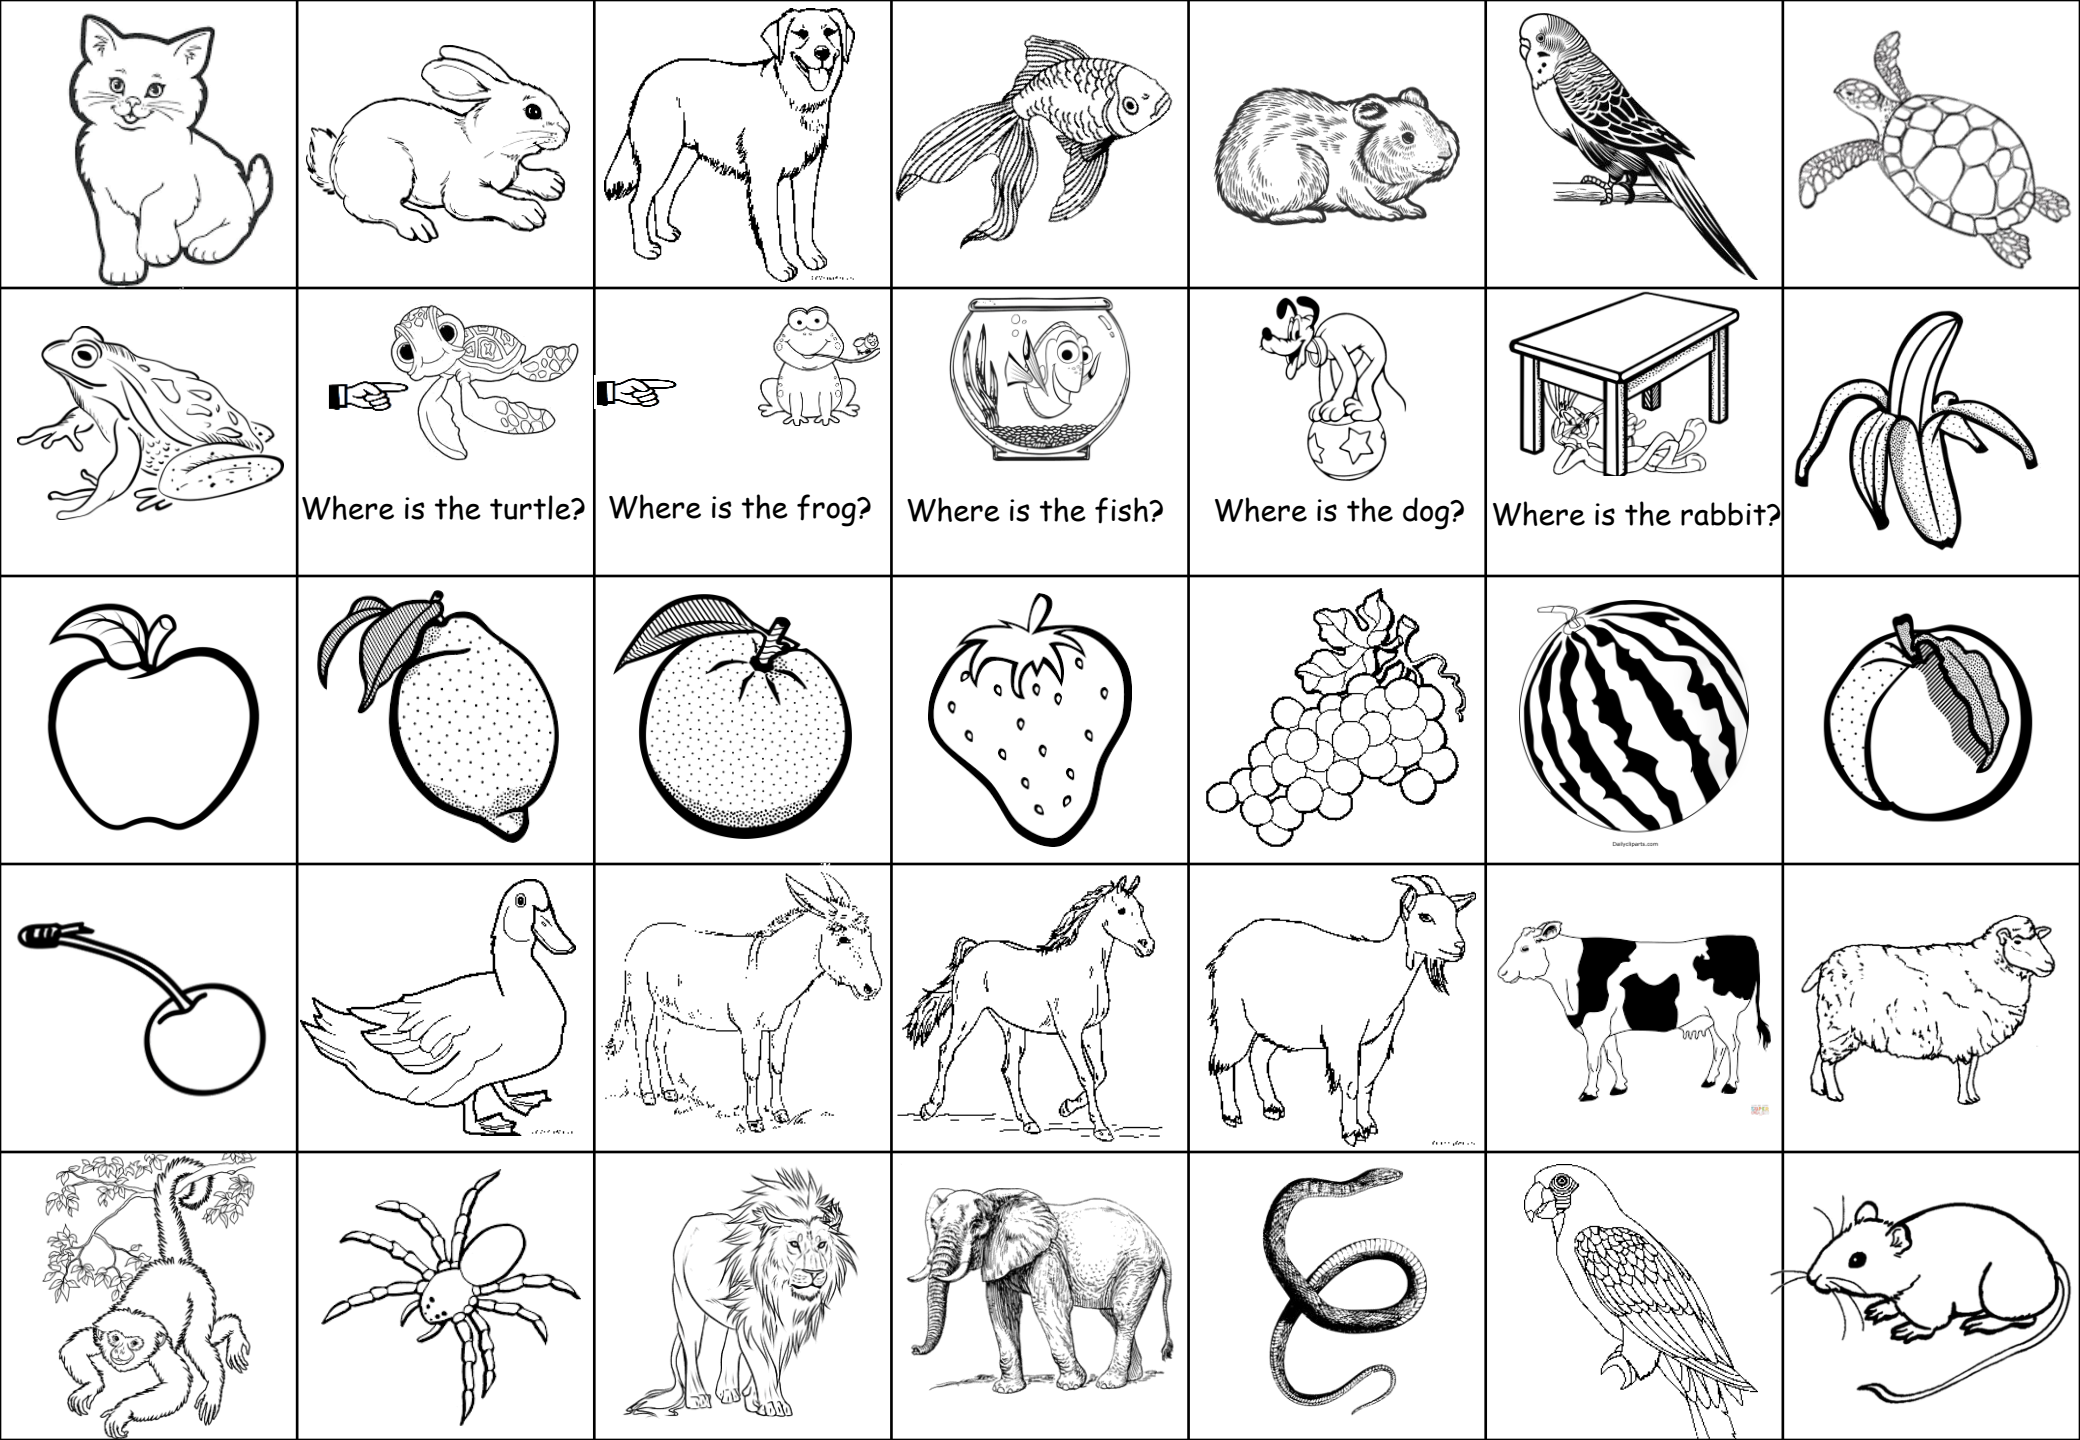 Where is the turtle?
Where is the frog?
Where is the fish?
Where is the dog?
Where is the rabbit?
Dailycliparts.com